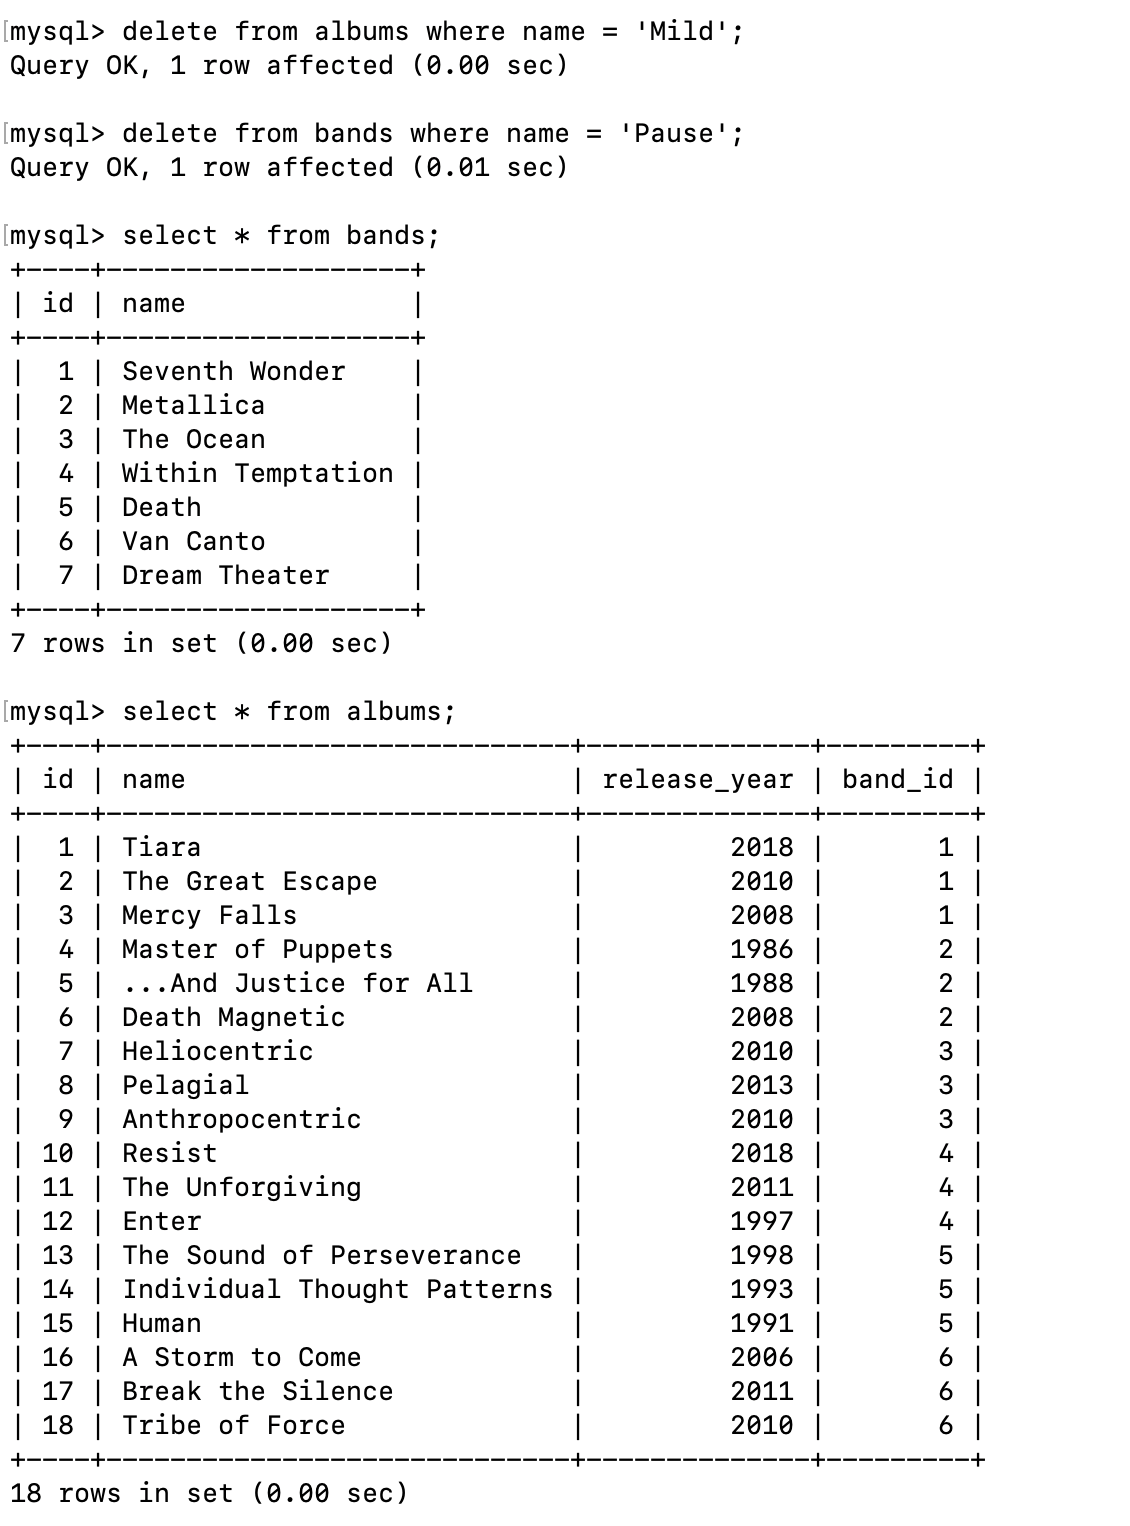 [mysql> delete from albums where name = 'Mild';
Query OK, 1 row affected (0.00 sec)
[mysql> delete from bands where name = 'Pause';
Query OK, 1 row affected (0.01 sec)
[mysql> select * from bands;
+----+-------------------+
| id | name              |
+----+-------------------+
|  1 | Seventh Wonder    |
|  2 | Metallica         |
|  3 | The Ocean         |
|  4 | Within Temptation |
|  5 | Death             |
|  6 | Van Canto         |
|  7 | Dream Theater     |
+----+-------------------+
7 rows in set (0.00 sec)
[mysql> select * from albums;
+----+-----------------------------+--------------+---------+
| id | name                        | release_year | band_id |
+----+-----------------------------+--------------+---------+
|  1 | Tiara                       |         2018 |       1 |
|  2 | The Great Escape            |         2010 |       1 |
|  3 | Mercy Falls                 |         2008 |       1 |
|  4 | Master of Puppets           |         1986 |       2 |
|  5 | ...And Justice for All      |         1988 |       2 |
|  6 | Death Magnetic              |         2008 |       2 |
|  7 | Heliocentric                |         2010 |       3 |
|  8 | Pelagial                    |         2013 |       3 |
|  9 | Anthropocentric             |         2010 |       3 |
| 10 | Resist                      |         2018 |       4 |
| 11 | The Unforgiving             |         2011 |       4 |
| 12 | Enter                       |         1997 |       4 |
| 13 | The Sound of Perseverance   |         1998 |       5 |
| 14 | Individual Thought Patterns |         1993 |       5 |
| 15 | Human                       |         1991 |       5 |
| 16 | A Storm to Come             |         2006 |       6 |
| 17 | Break the Silence           |         2011 |       6 |
| 18 | Tribe of Force              |         2010 |       6 |
+----+-----------------------------+--------------+---------+
18 rows in set (0.00 sec)